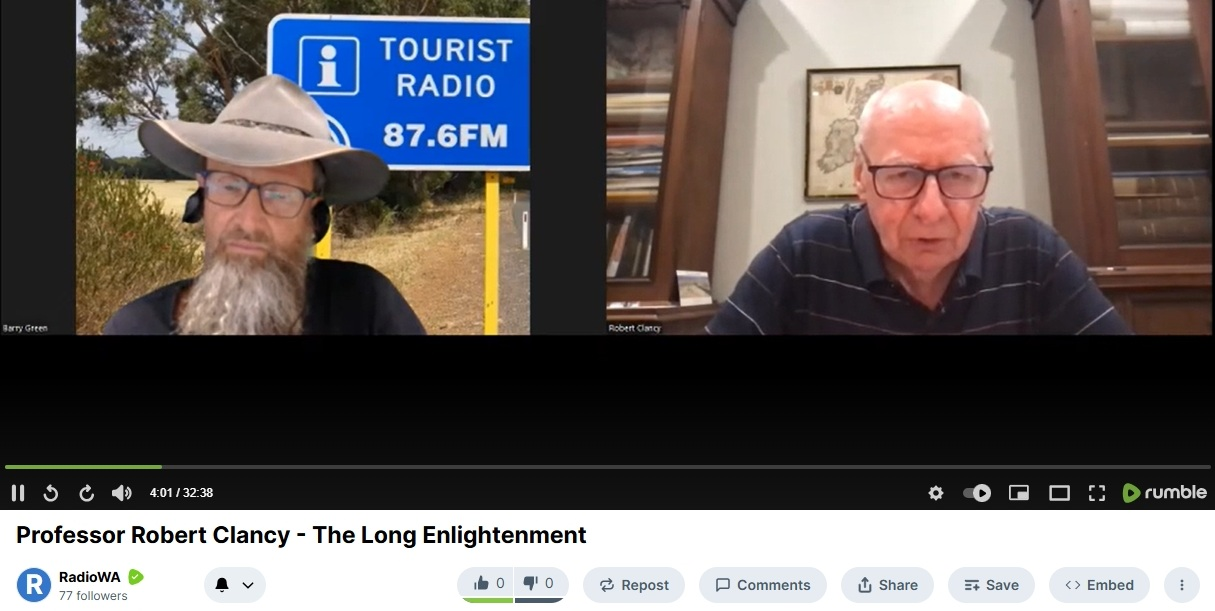 TOURIST
RADIO
87.6FM
Barry Green
Robert Clancy
4:01 / 32:38
rumble
Professor Robert Clancy - The Long Enlightenment
R
RadioWA
77 followers
0
0
Repost
Comments
Share
Save
Embed